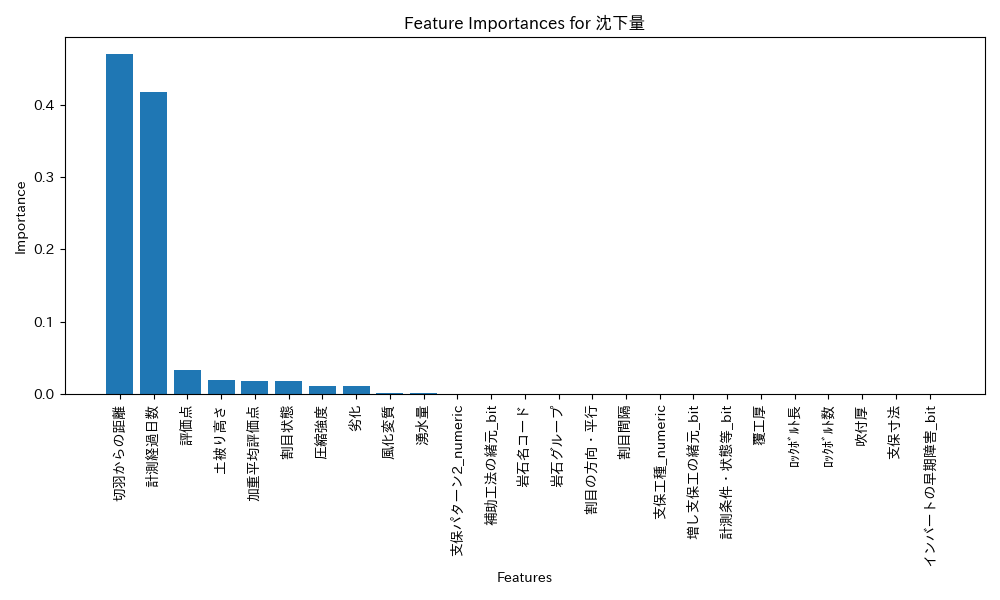 Feature Importances for 沈下量
Importance
0.4
0.3
0.2
0.1
0.0
切羽からの距離
計測経過日数
評価点
土被り高さ
加重平均評価点
割目状態
圧縮強度
劣化
風化変質
湧水量
支保パターン2_numeric
補助工法の緒元_bit
岩石名コード
岩石グループ
割目の方向・平行
割目間隔
支保工種_numeric
増し支保工の緒元_bit
計測条件・状態等_bit
覆工厚
ﾛｯｸﾎﾞﾙﾄ長
ﾛｯｸﾎﾞﾙﾄ数
吹付厚
支保寸法
インバートの早期障害_bit
Features